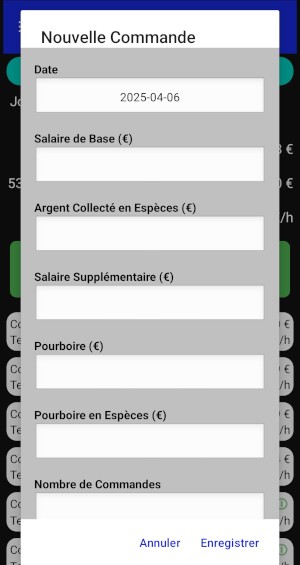 Nouvelle Commande
Date
2025-04-06
Salaire de Base (€)
Argent Collecté en Espèces (€)
Salaire Supplémentaire (€)
Pourboire (€)
Pourboire en Espèces (€)
Nombre de Commandes
Annuler Enregistrer